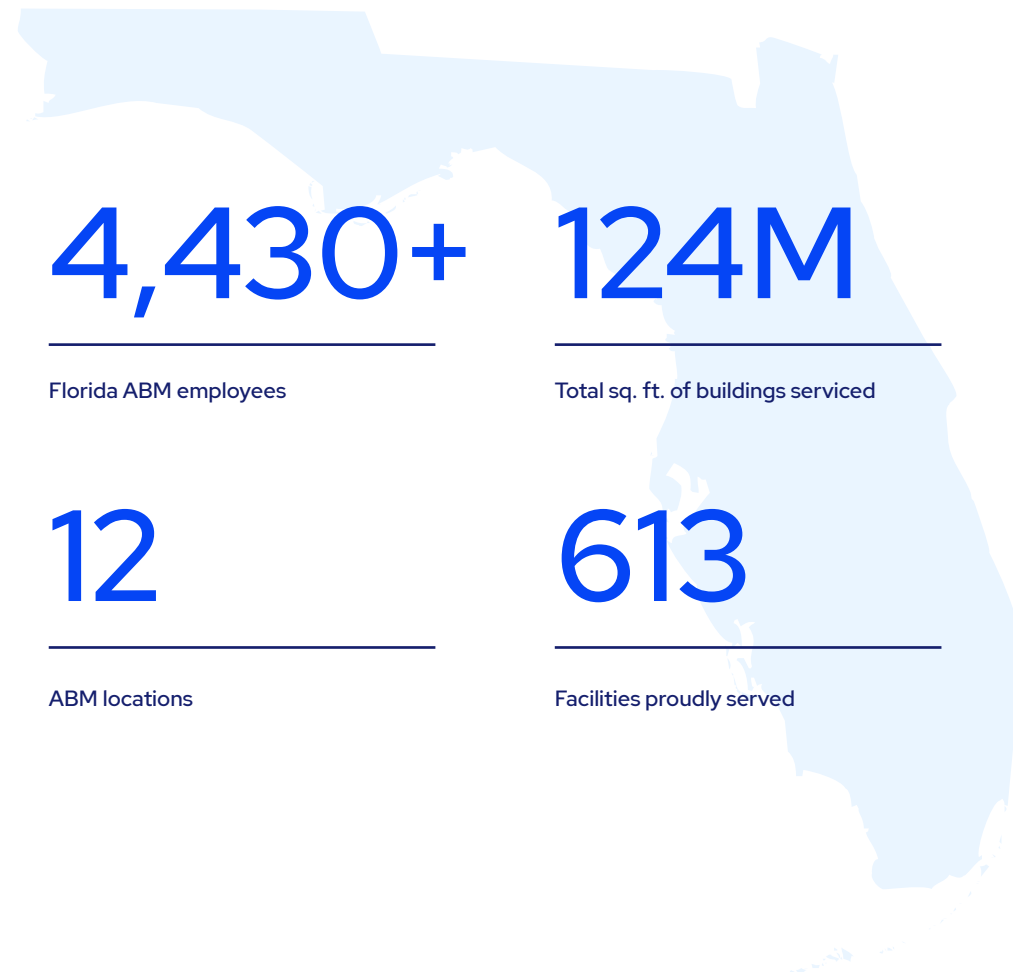 4,430+
Florida ABM employees
124M
Total sq. ft. of buildings serviced
12
ABM locations
613
Facilities proudly served